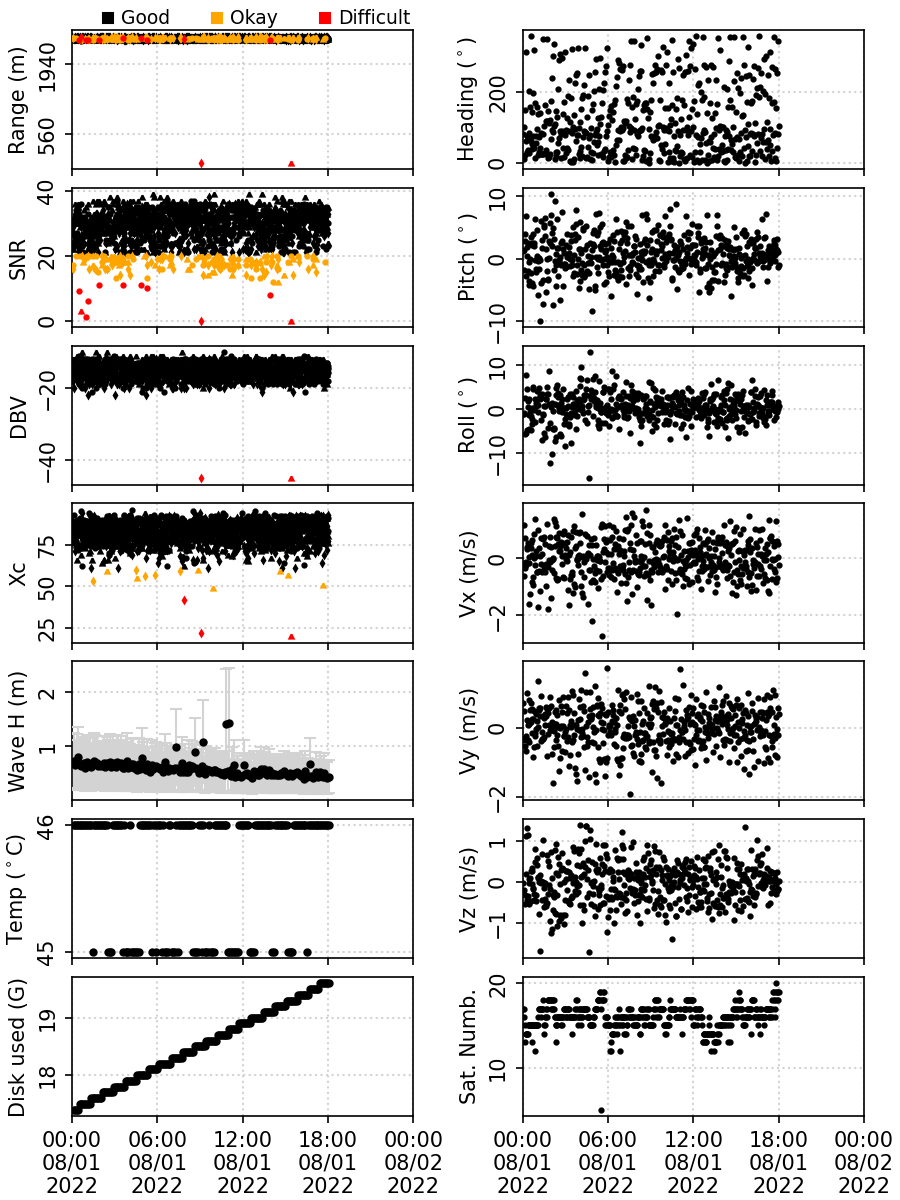 Good Okay Difficult
Range (m)
1940
560
Heading (°)
200
0
SNR
40
20
0
Pitch (°)
10
0
−10
DBV
−20
−40
Roll (°)
10
0
−10
Xc
75
50
25
Vx (m/s)
0
−2
Wave H (m)
2
1
Vy (m/s)
0
−2
Temp (°C)
46
45
Vz (m/s)
1
0
−1
Disk used (G)
19
18
Sat. Numb.
20
10
00:00 06:00 12:00 18:00 00:00
08/01 08/01 08/01 08/01 08/02
2022 2022 2022 2022 2022
00:00 06:00 12:00 18:00 00:00
08/01 08/01 08/01 08/01 08/02
2022 2022 2022 2022 2022